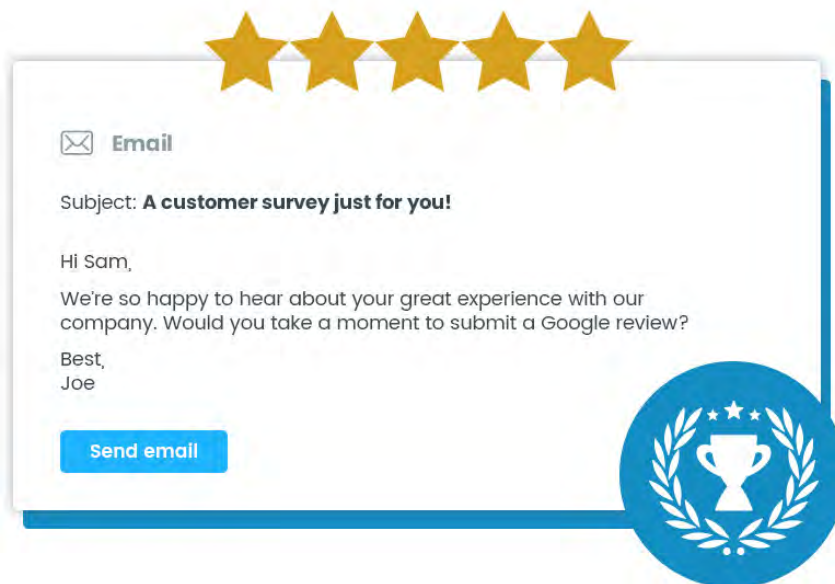 Email
Subject: A customer survey just for you!
Hi Sam,
We're so happy to hear about your great experience with our
company. Would you take a moment to submit a Google review?
Best,
Joe
Send email